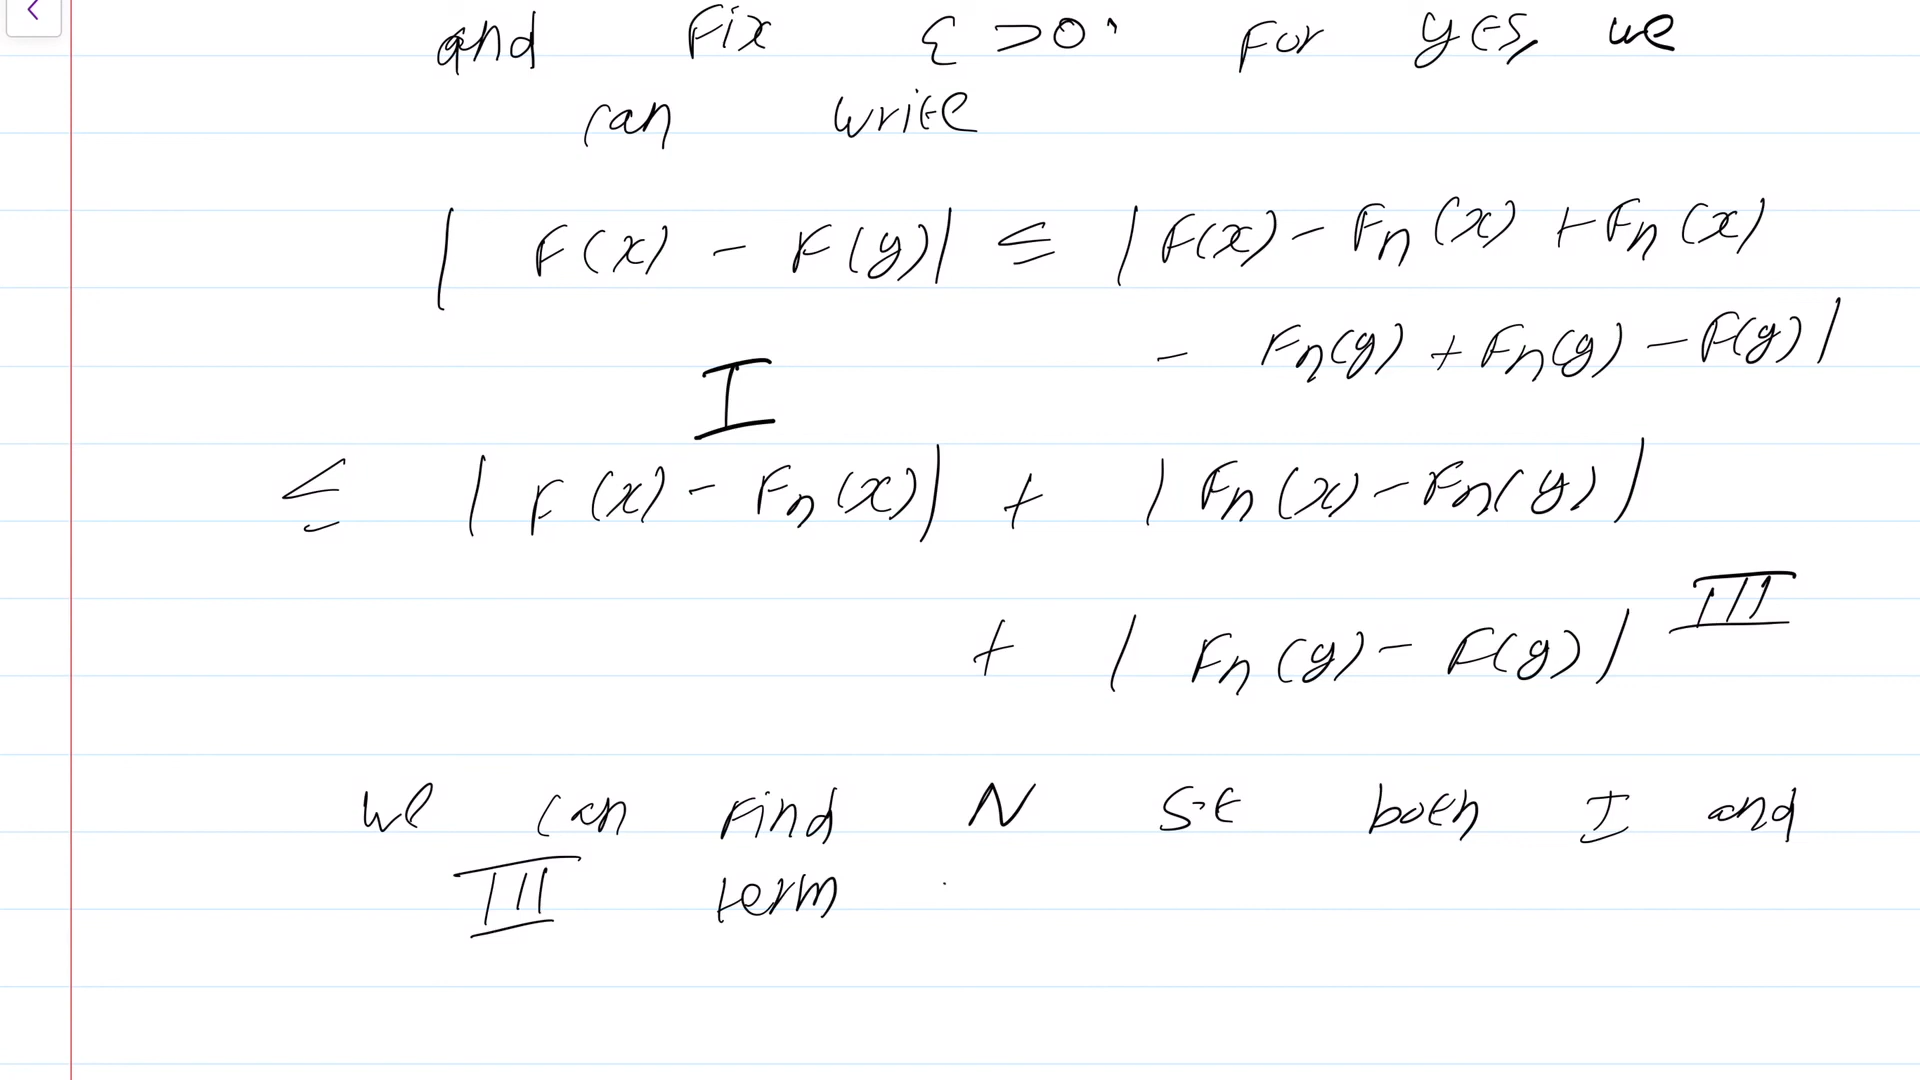 and Fix ε >0. For y∈S, we
can write
| F(x) - F(y)| ≤ | F(x) - Fn(x) + Fn(x)
- Fn(y) + Fn(y) - F(y) |
I
≤ | F(x) - Fn(x)| + | Fn(x) - Fn(y) |
+ | Fn(y) - F(y) | III
we can Find N s.t both I and
III term